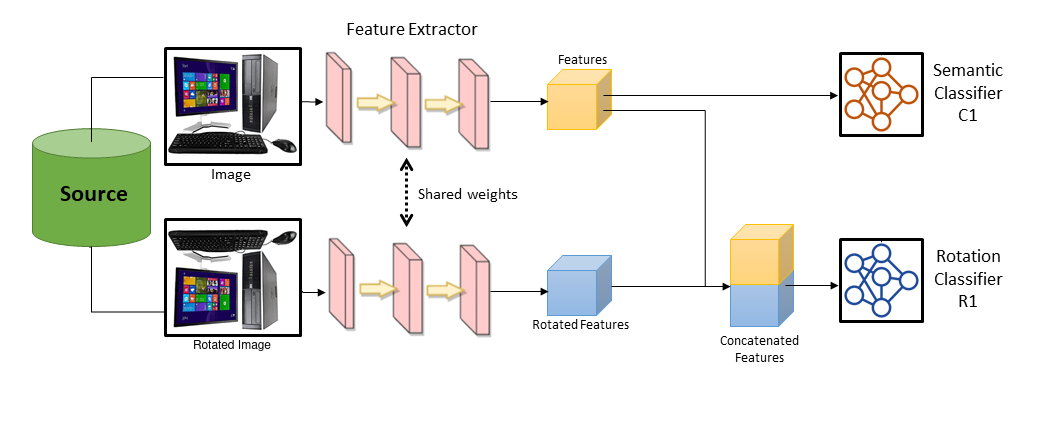 Feature Extractor
Features
Semantic
Classifier
C1
Source
Image
Shared weights
Rotation
Classifier
R1
Rotated Features
Rotated Image
Concatenated
Features